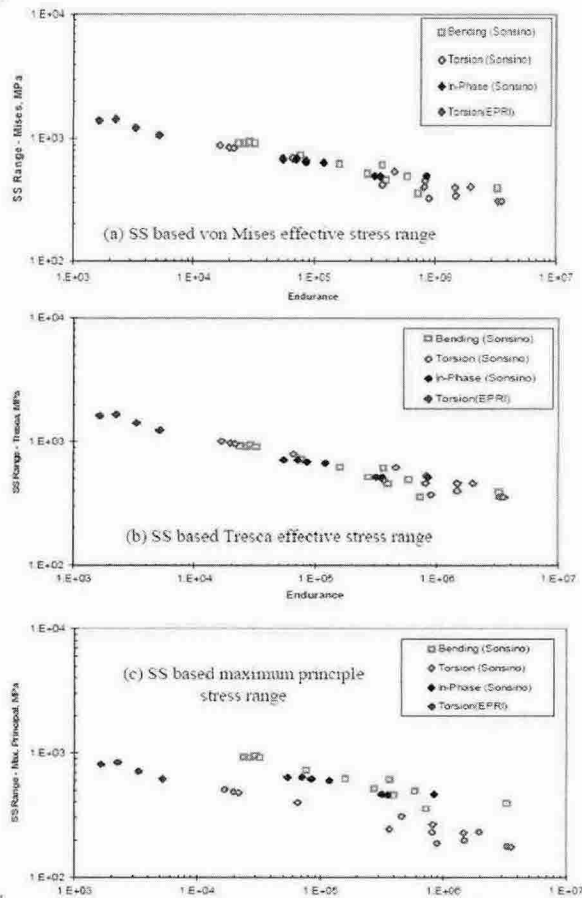 1.E+04
1.E+03
1.E+02
SS Range - Mises, MPa
Bending (Sonsino)
Torsion (Sonsino)
In-Phase (Sonsino)
Torsion(EPRI)
(a) SS based von Mises effective stress range
1.E+03 1.E+04 1.E+05 1.E+06 1.E+07
Endurance
1.E+04
1.E+03
1.E+02
SS Range - Tresca, MPa
Bending (Sonsino)
Torsion (Sonsino)
In-Phase (Sonsino)
Torsion(EPRI)
(b) SS based Tresca effective stress range
1.E+03 1.E+04 1.E+05 1.E+06 1.E+07
Endurance
1.E+04
1.E+03
1.E+02
SS Range - Max. Principal, MPa
(c) SS based maximum principle
stress range
Bending (Sonsino)
Torsion (Sonsino)
In-Phase (Sonsino)
Torsion(EPRI)
1.E+03 1.E+04 1.E+05 1.E+06 1.E+07